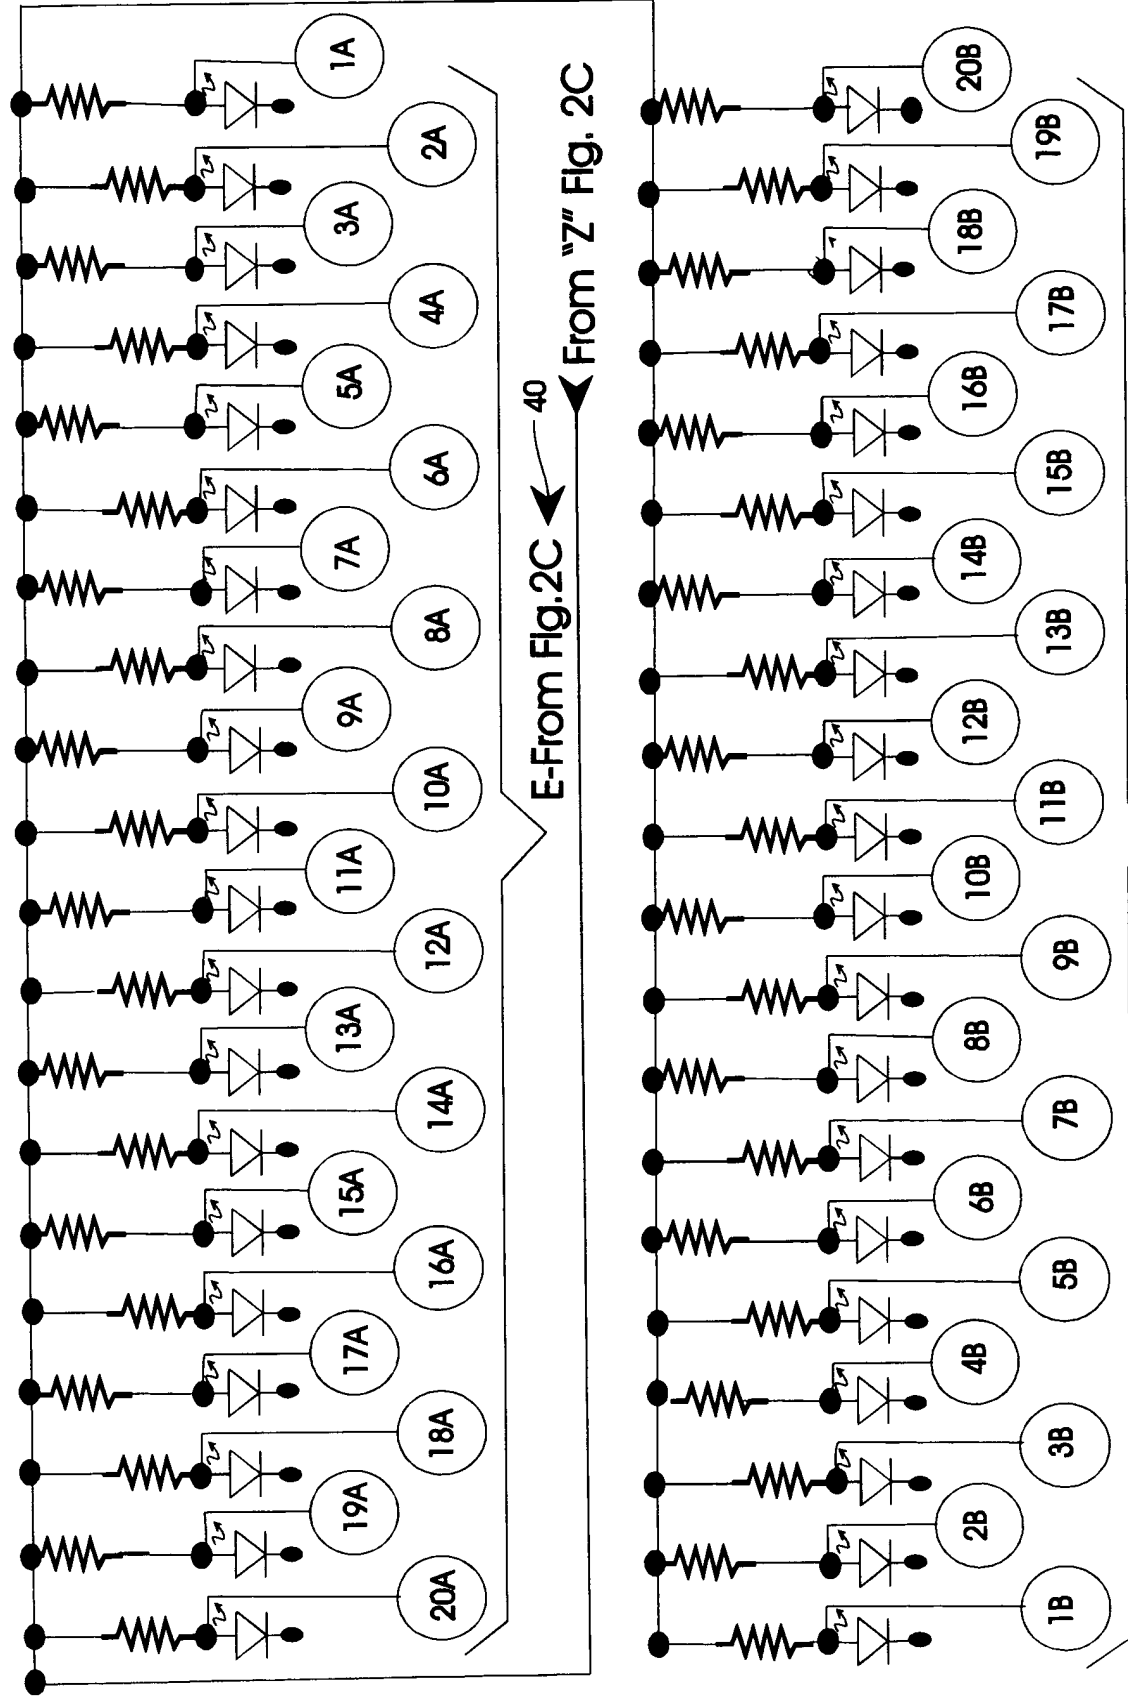 1A
2A
3A
4A
5A
6A
7A
8A
9A
10A
11A
12A
13A
14A
15A
16A
17A
18A
19A
20A
E-From Fig.2C
40
From "Z" Fig. 2C
20B
19B
18B
17B
16B
15B
14B
13B
12B
11B
10B
9B
8B
7B
6B
5B
4B
3B
2B
1B